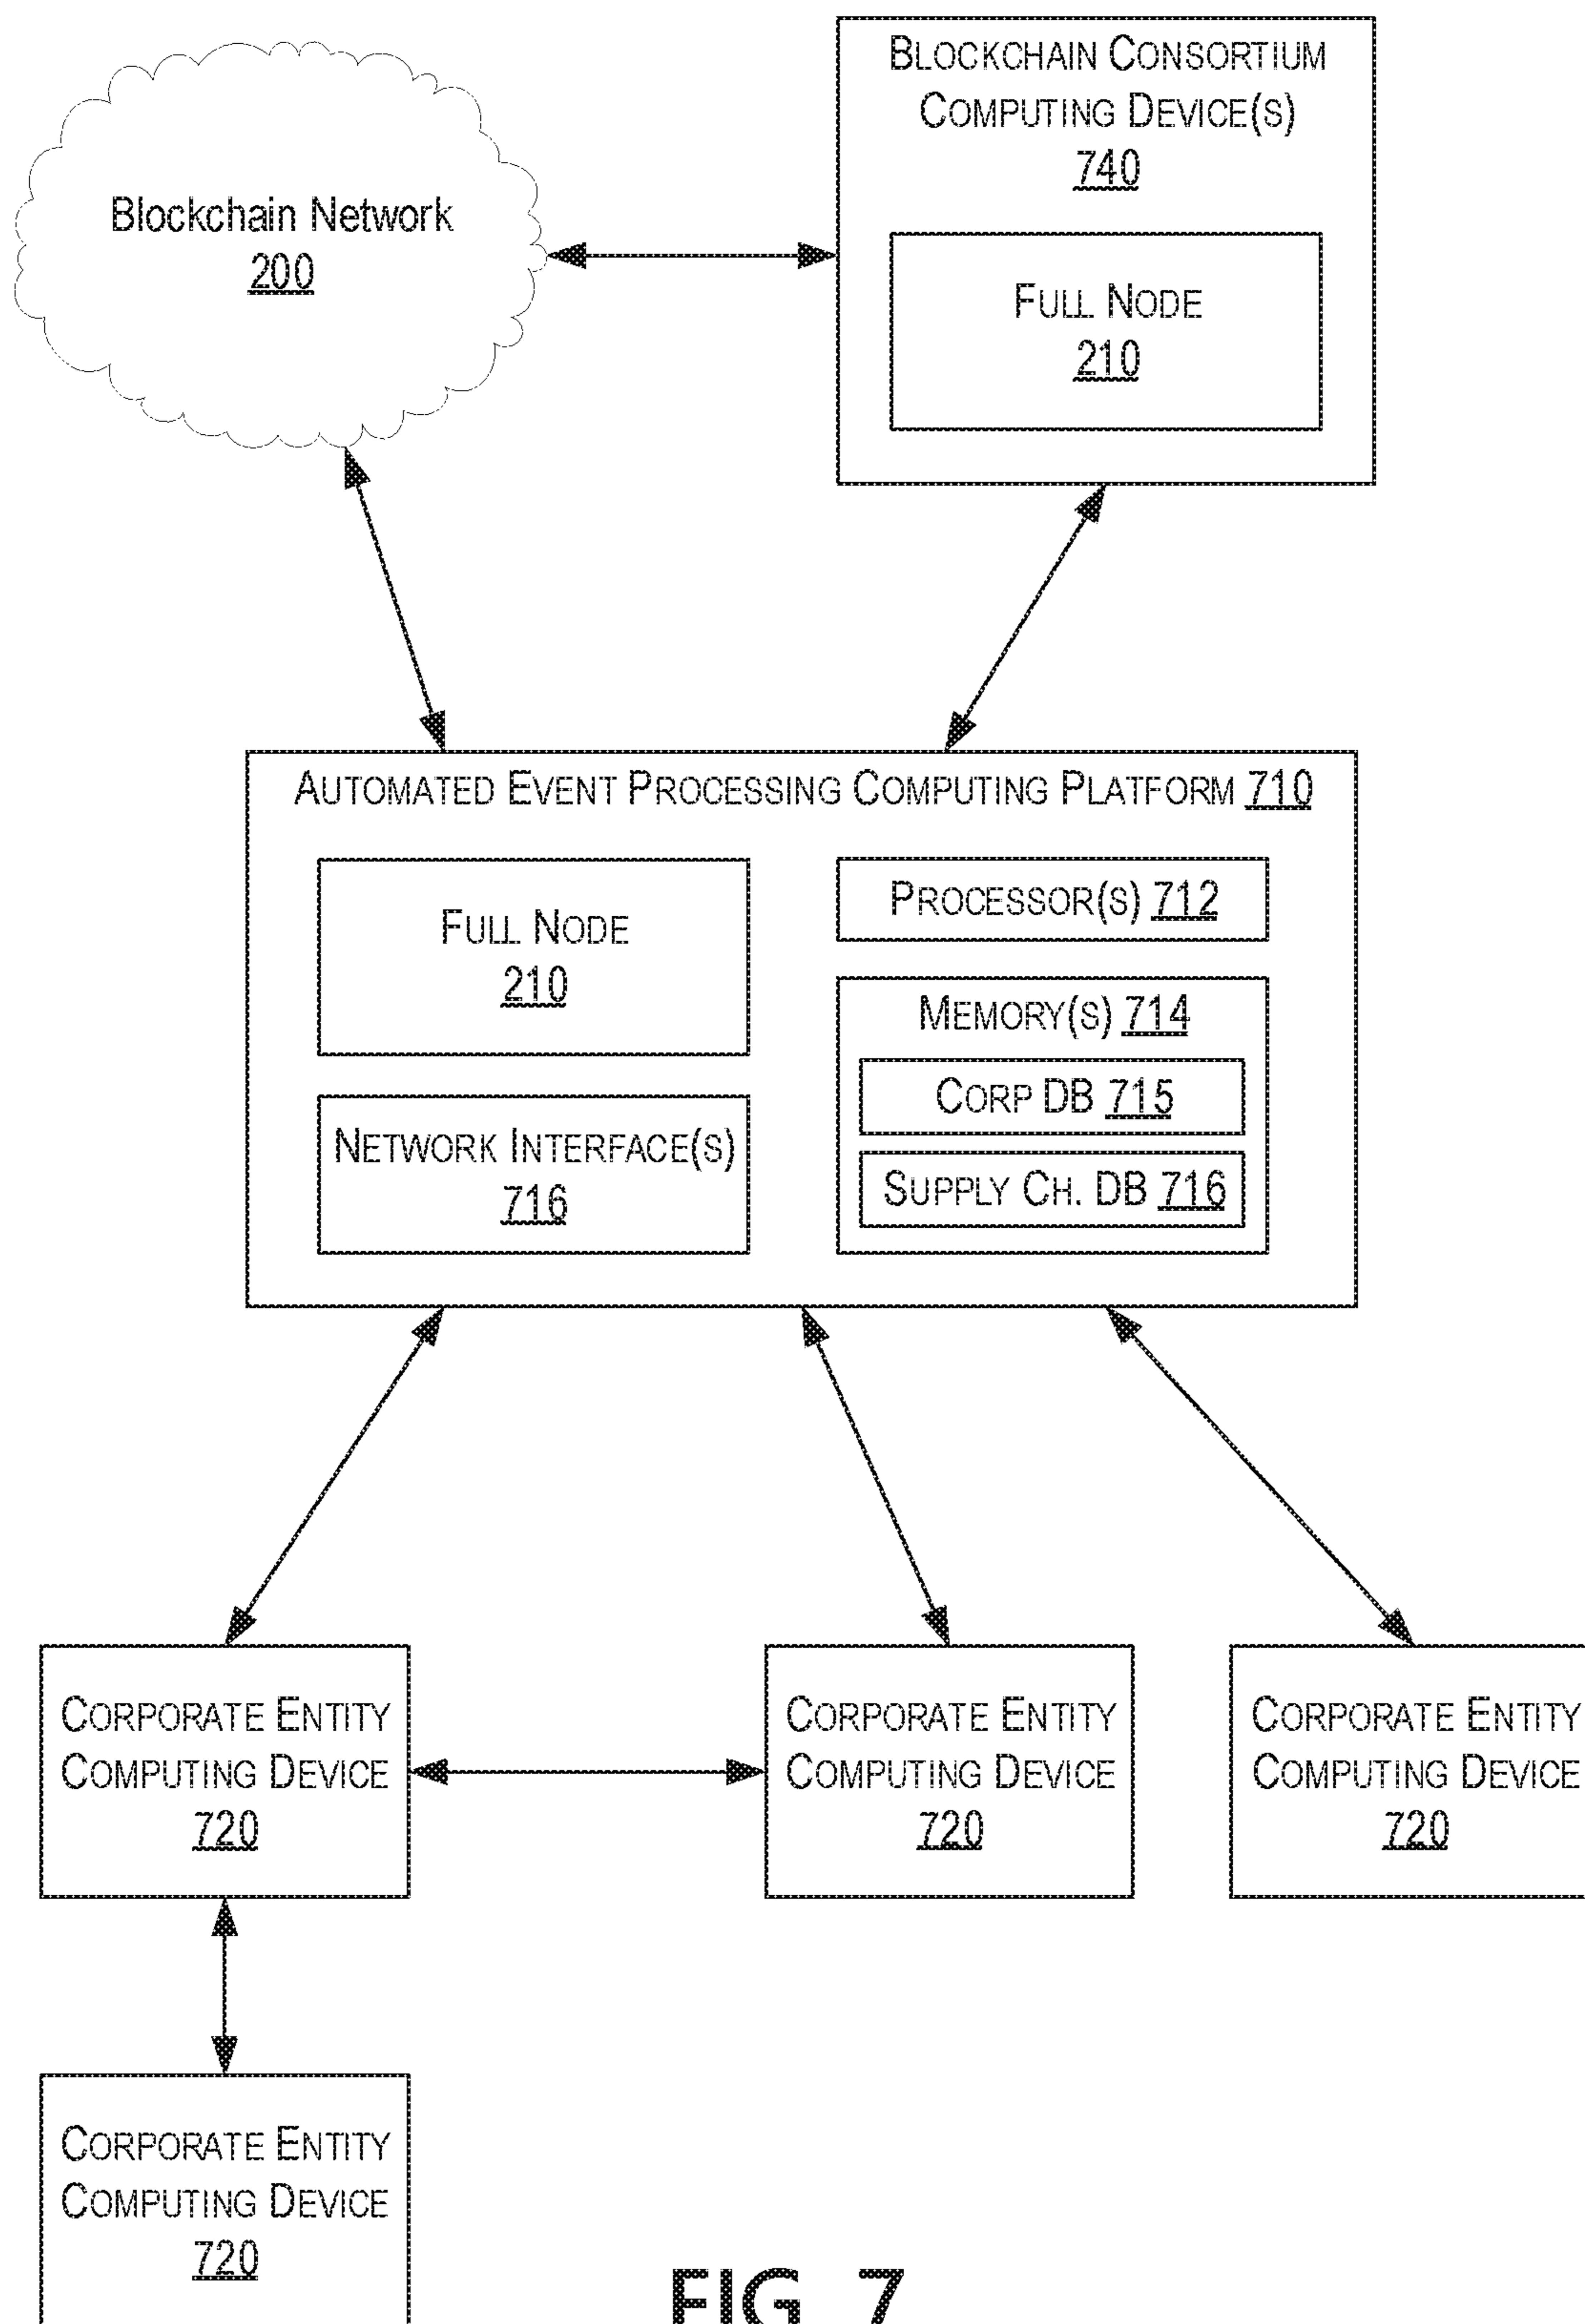 Blockchain Network
200
BLOCKCHAIN CONSORTIUM
COMPUTING DEVICE(S)
740
FULL NODE
210
AUTOMATED EVENT PROCESSING COMPUTING PLATFORM 710
FULL NODE
210
NETWORK INTERFACE(S)
716
PROCESSOR(S) 712
MEMORY(S) 714
CORP DB 715
SUPPLY CH. DB 716
CORPORATE ENTITY
COMPUTING DEVICE
720
CORPORATE ENTITY
COMPUTING DEVICE
720
CORPORATE ENTITY
COMPUTING DEVICE
720
CORPORATE ENTITY
COMPUTING DEVICE
720
FIG. 7